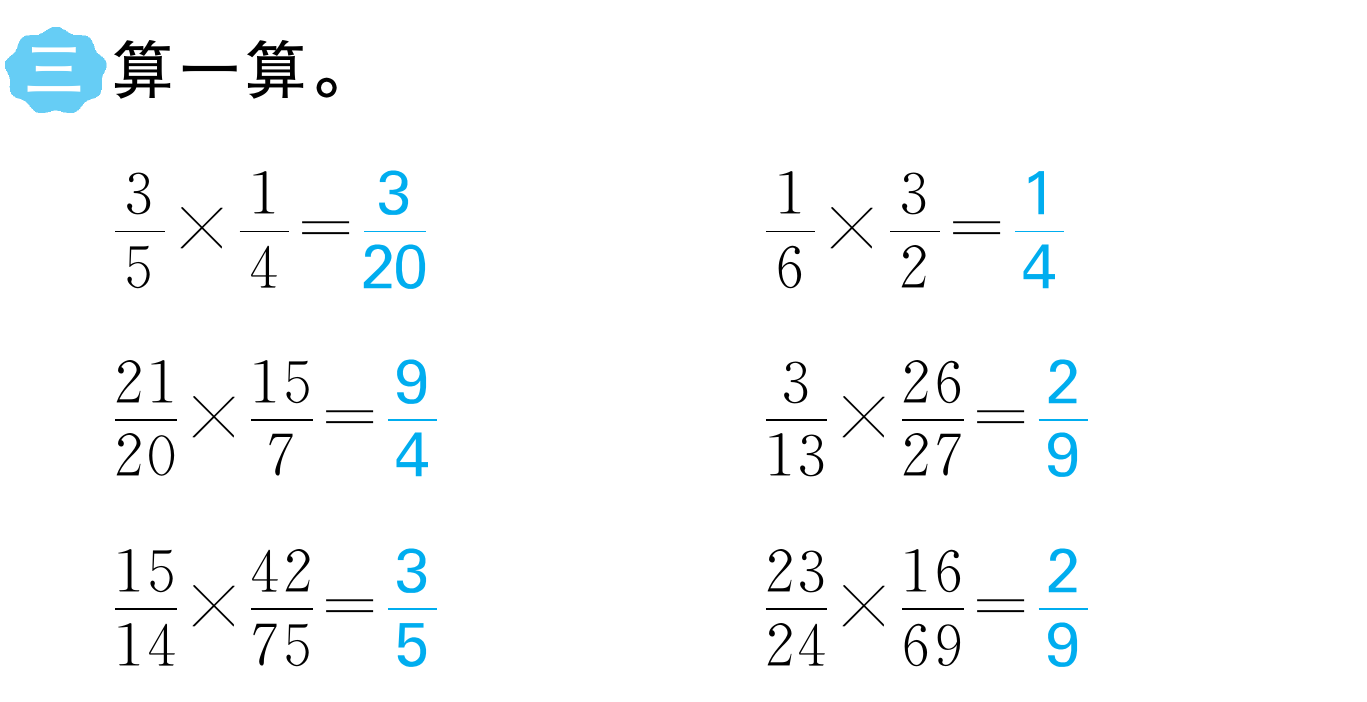 三 算一算。
3/5 × 1/4 = 3/20 1/6 × 3/2 = 1/4
21/20 × 15/7 = 9/4 3/13 × 26/27 = 2/9
15/14 × 42/75 = 3/5 23/24 × 16/69 = 2/9